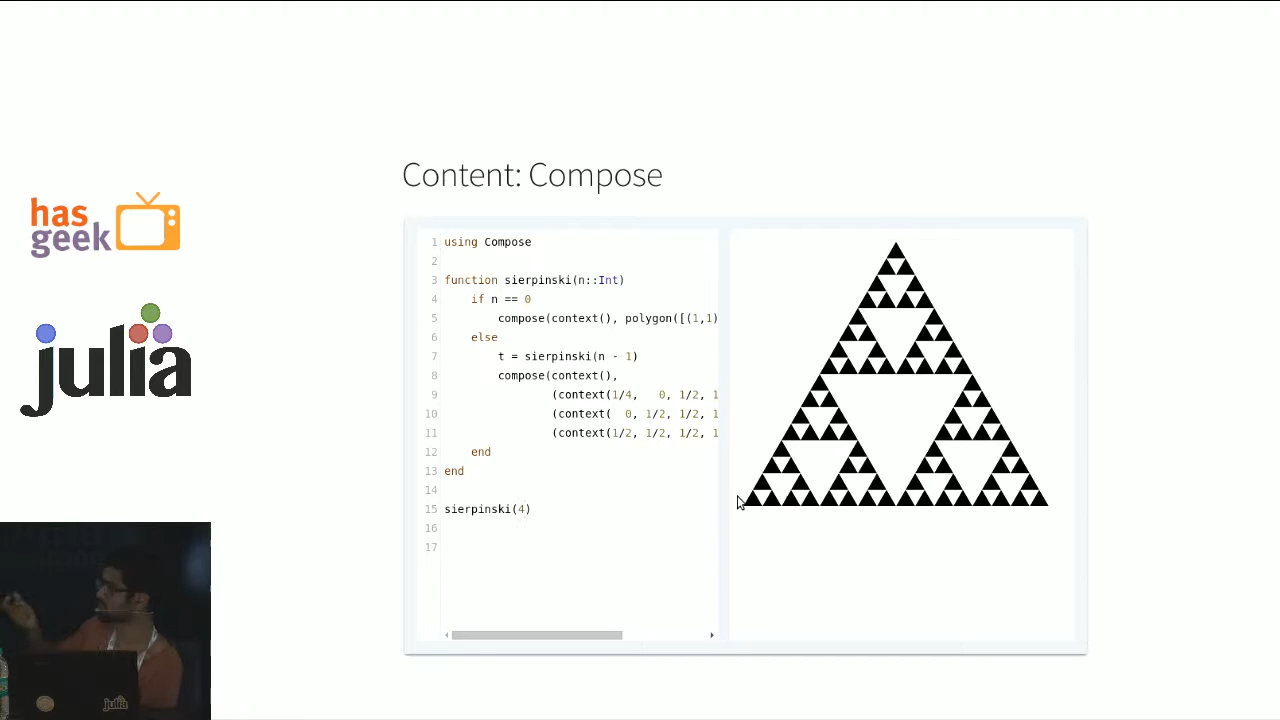 Content: Compose
has
geek
julia
1 using Compose
2
3 function sierpinski(n::Int)
4 if n == 0
5 compose(context(), polygon([(1,1)
6 else
7 t = sierpinski(n - 1)
8 compose(context(),
9 (context(1/4, 0, 1/2, 1
10 (context( 0, 1/2, 1/2, 1
11 (context(1/2, 1/2, 1/2, 1
12 end
13 end
14
15 sierpinski(4)
16
17
julia